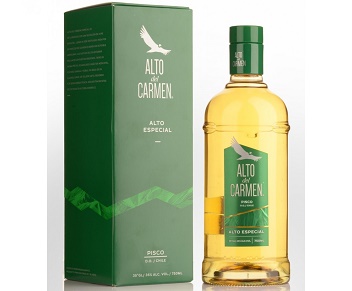 ALTO
del
CARMEN.
ALTO
ESPECIAL
PISCO
ALTO
del
CARMEN.
PISCO
ALTO ESPECIAL